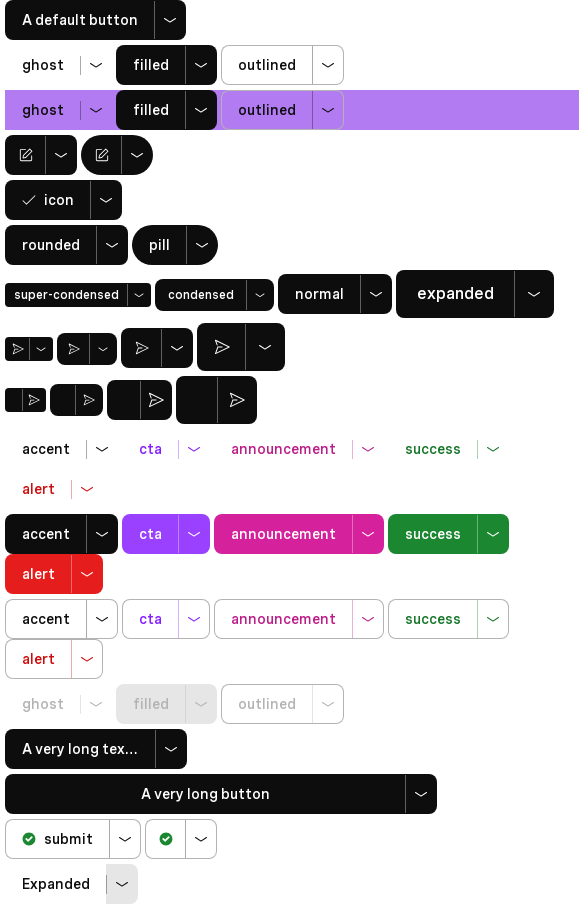 A default button
ghost filled outlined
ghost filled outlined
icon
rounded pill
super-condensed condensed normal expanded
accent cta announcement success
alert
accent cta announcement success
alert
accent cta announcement success
alert
ghost filled outlined
A very long tex...
A very long button
submit
Expanded